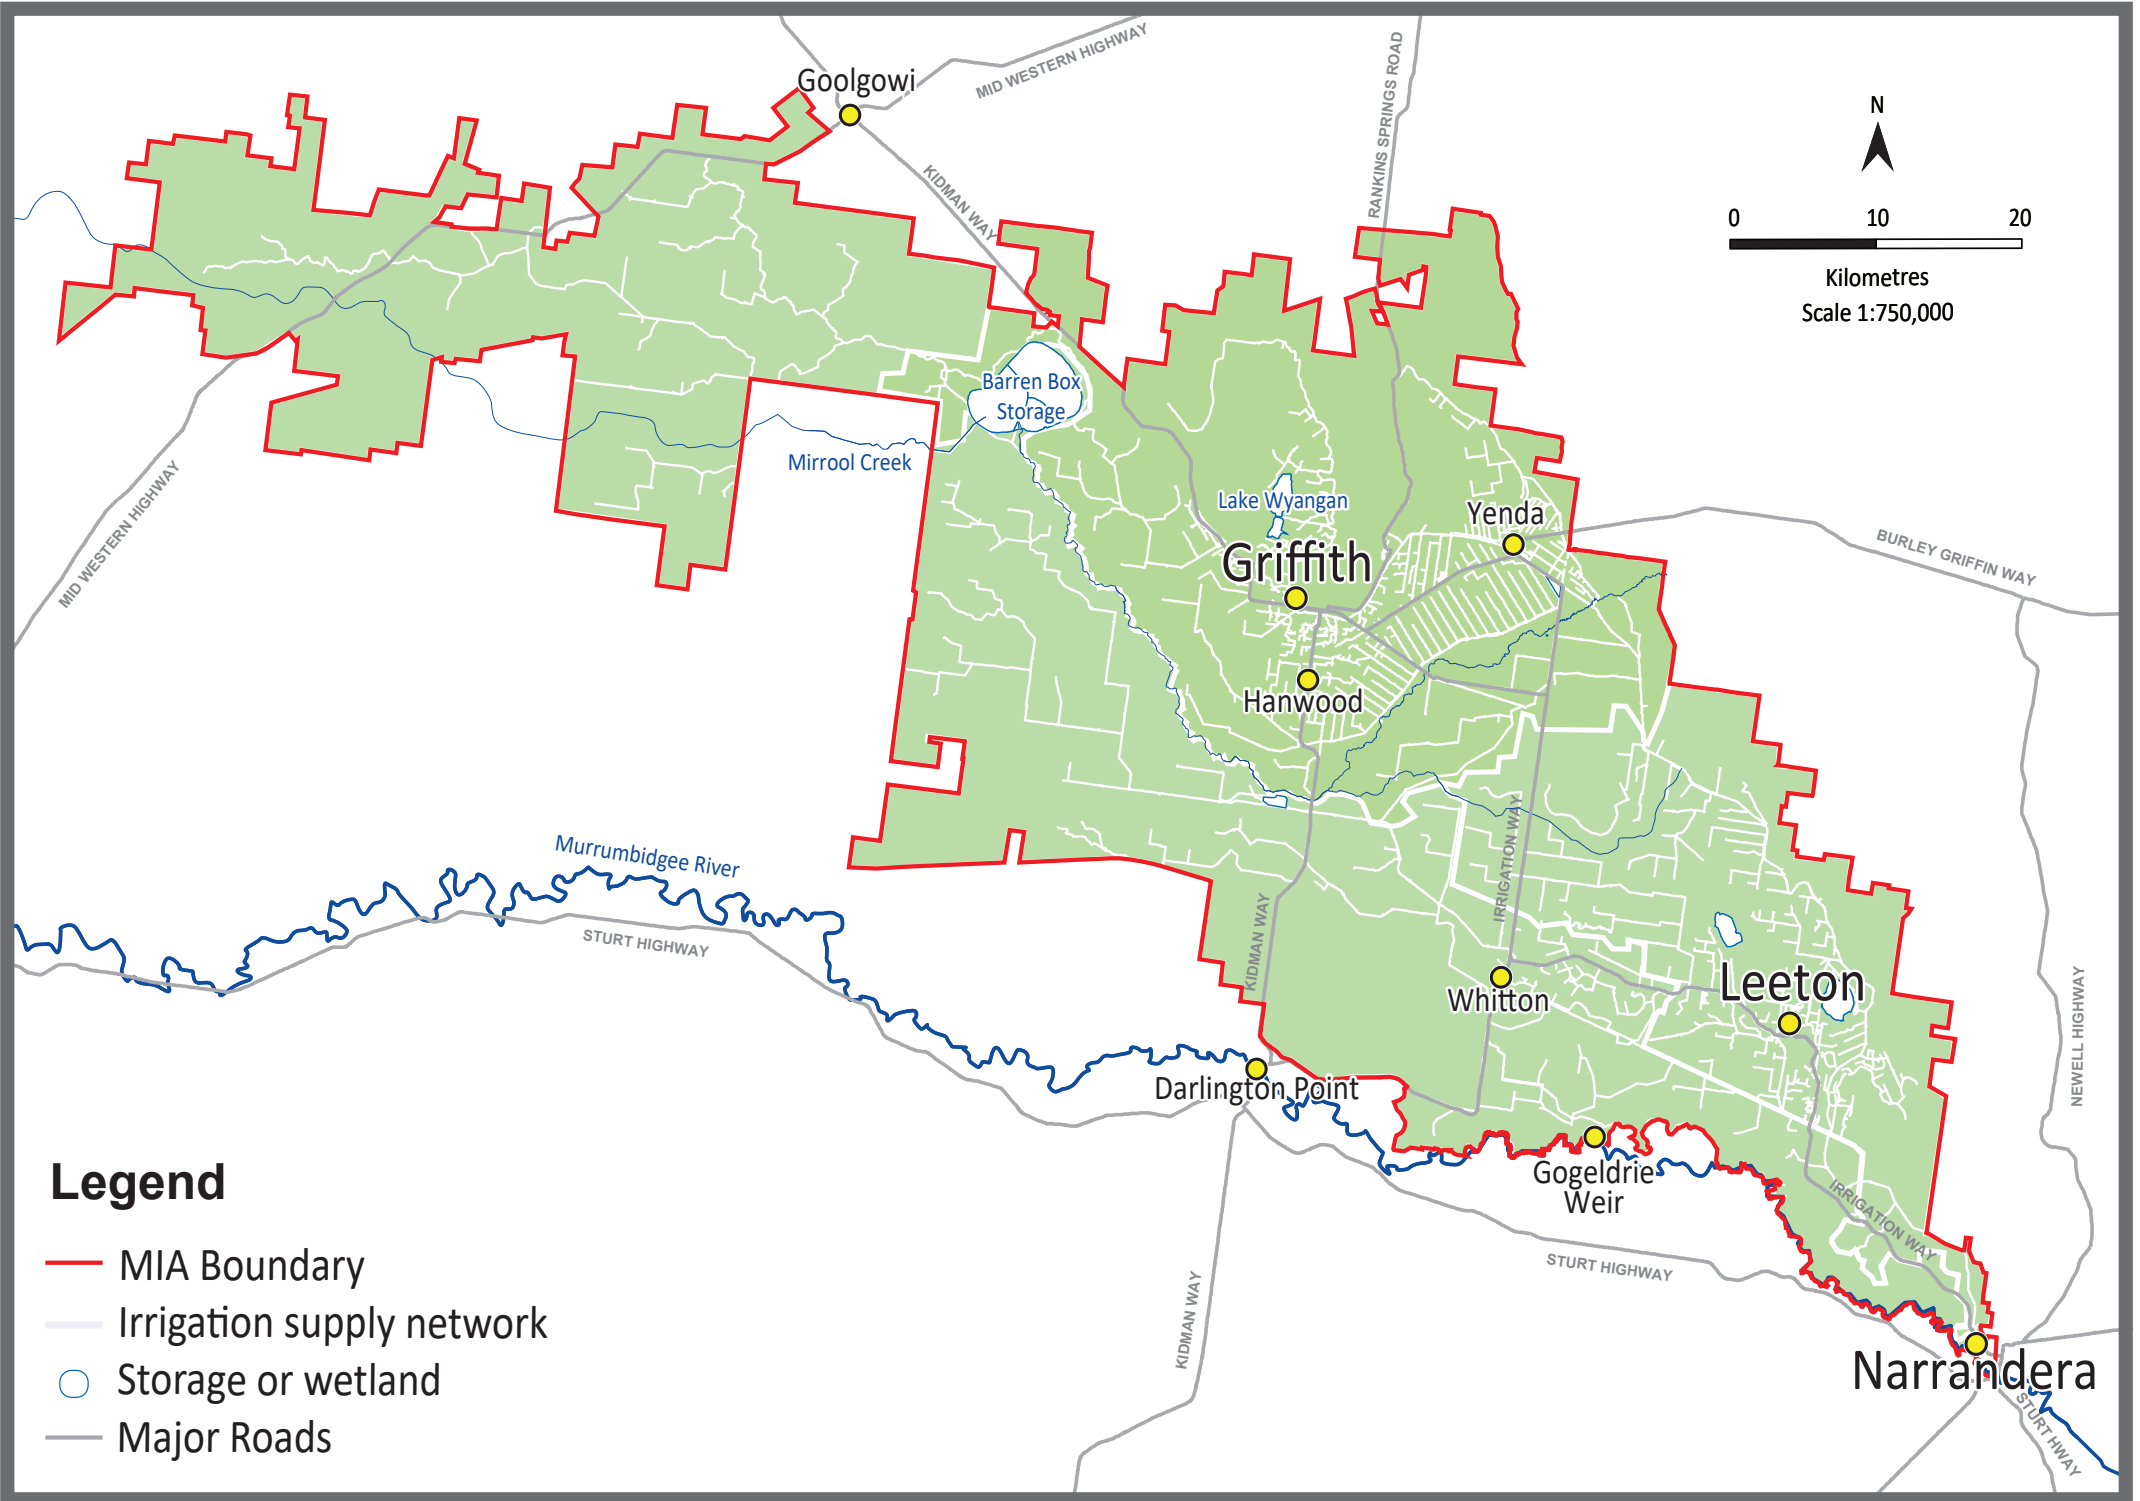 Goolgowi
MID WESTERN HIGHWAY
RANKINS SPRINGS ROAD
N
0 10 20
Kilometres
Scale 1:750,000
KIDMAN WAY
Barren Box
Storage
Mirrool Creek
MID WESTERN HIGHWAY
Lake Wyangan
Yenda
Griffith
BURLEY GRIFFIN WAY
Hanwood
IRRIGATION WAY
Murrumbidgee River
STURT HIGHWAY
KIDMAN WAY
Whitton
Leeton
NEWELL HIGHWAY
Darlington Point
Gogeldrie
Weir
IRRIGATION WAY
STURT HIGHWAY
KIDMAN WAY
Narrandera
STURT HWAY
Legend
MIA Boundary
Irrigation supply network
Storage or wetland
Major Roads